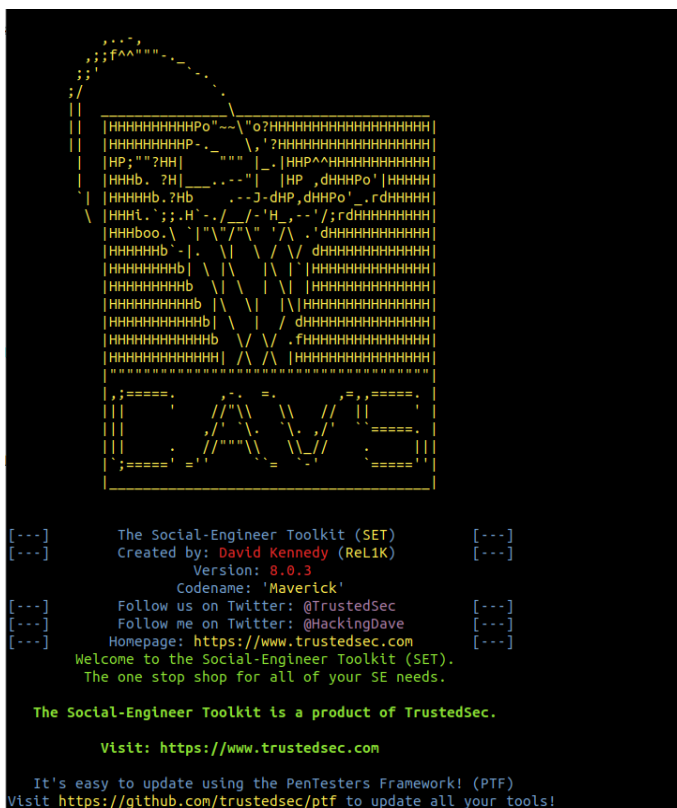 CAVS
[---] The Social-Engineer Toolkit (SET) [---]
[---] Created by: David Kennedy (ReL1K) [---]
Version: 8.0.3
Codename: 'Maverick'
[---] Follow us on Twitter: @TrustedSec [---]
[---] Follow me on Twitter: @HackingDave [---]
[---] Homepage: https://www.trustedsec.com [---]
Welcome to the Social-Engineer Toolkit (SET).
The one stop shop for all of your SE needs.
The Social-Engineer Toolkit is a product of TrustedSec.
Visit: https://www.trustedsec.com
It's easy to update using the PenTesters Framework! (PTF)
Visit https://github.com/trustedsec/ptf to update all your tools!